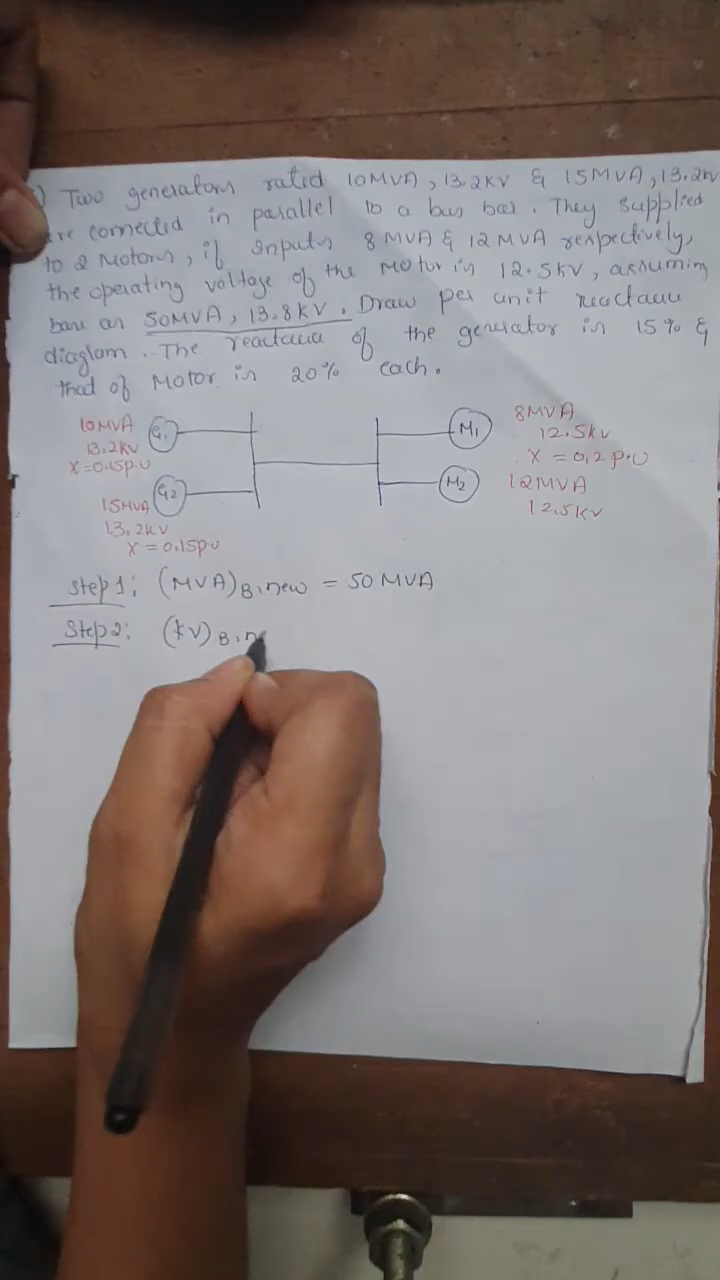 Two generators rated 10MVA, 13.2KV & 15MVA, 13.2KV
are connected in parallel to a bus bar. They supplied
to 2 Motors, if Inputs 8 MVA & 12 MVA respectively,
the operating voltage of the Motor is 12.5KV, assuming
base as 50MVA, 13.8KV. Draw per unit reactance
diagram. The reactance of the generator is 15% &
that of Motor is 20% each.
10MVA
13.2KV
X=0.15p.u
G1
M1
8MVA
12.5KV
X = 0.2 p.u
15MVA
13.2KV
X=0.15p.u
G2
M2
12MVA
12.5KV
Step1: (MVA)B,new = 50 MVA
Step2: (KV)B,n